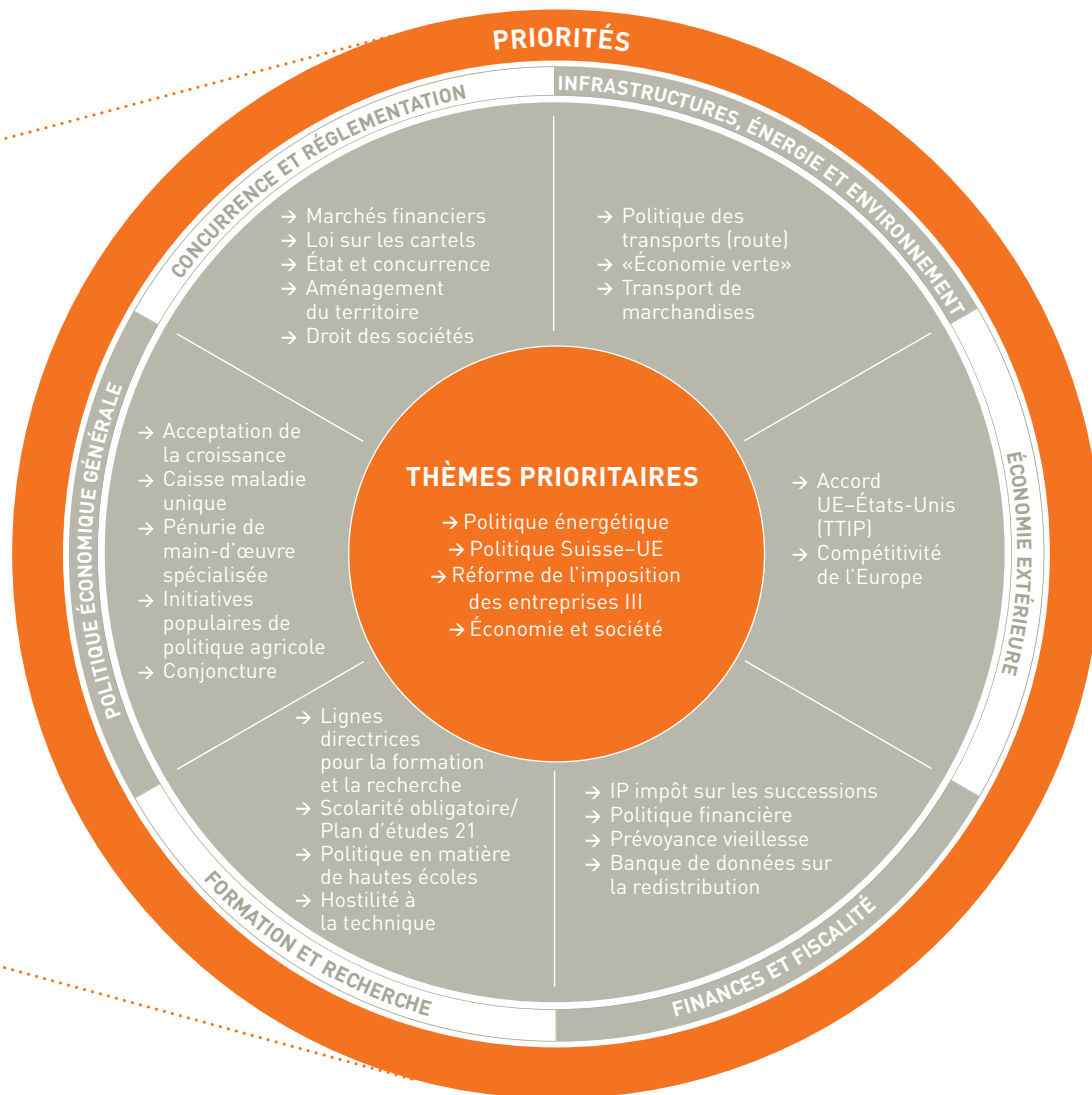 PRIORITÉS
CONCURRENCE ET RÉGLEMENTATION
→ Marchés financiers
→ Loi sur les cartels
→ État et concurrence
→ Aménagement
du territoire
→ Droit des sociétés
INFRASTRUCTURES, ÉNERGIE ET ENVIRONNEMENT
→ Politique des
transports (route)
→ «Économie verte»
→ Transport de
marchandises
POLITIQUE ÉCONOMIQUE GÉNÉRALE
→ Acceptation de
la croissance
→ Caisse maladie
unique
→ Pénurie de
main-d’œuvre
spécialisée
→ Initiatives
populaires de
politique agricole
→ Conjoncture
THÈMES PRIORITAIRES
→ Politique énergétique
→ Politique Suisse–UE
→ Réforme de l’imposition
des entreprises III
→ Économie et société
ÉCONOMIE EXTÉRIEURE
→ Accord
UE–États-Unis
(TTIP)
→ Compétitivité
de l’Europe
FORMATION ET RECHERCHE
→ Lignes
directrices
pour la formation
et la recherche
→ Scolarité obligatoire/
Plan d’études 21
→ Politique en matière
de hautes écoles
→ Hostilité à
la technique
FINANCES ET FISCALITÉ
→ IP impôt sur les successions
→ Politique financière
→ Prévoyance vieillesse
→ Banque de données sur
la redistribution